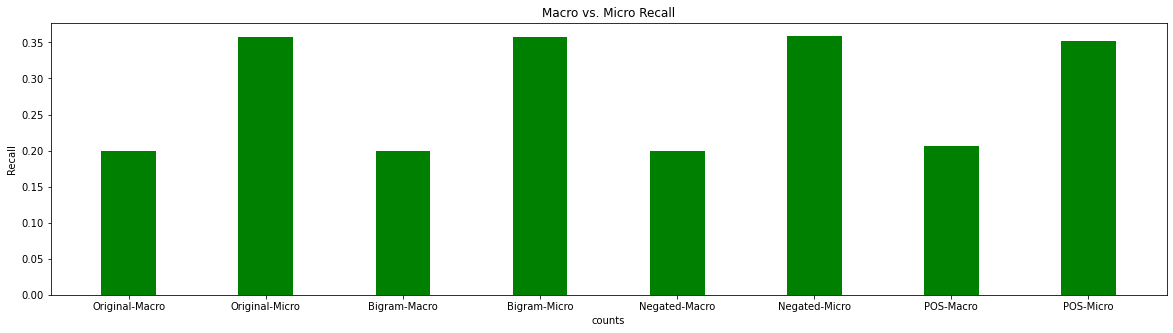 Macro vs. Micro Recall
Recall
0.35
0.30
0.25
0.20
0.15
0.10
0.05
0.00
Original-Macro Original-Micro Bigram-Macro Bigram-Micro Negated-Macro Negated-Micro POS-Macro POS-Micro
counts